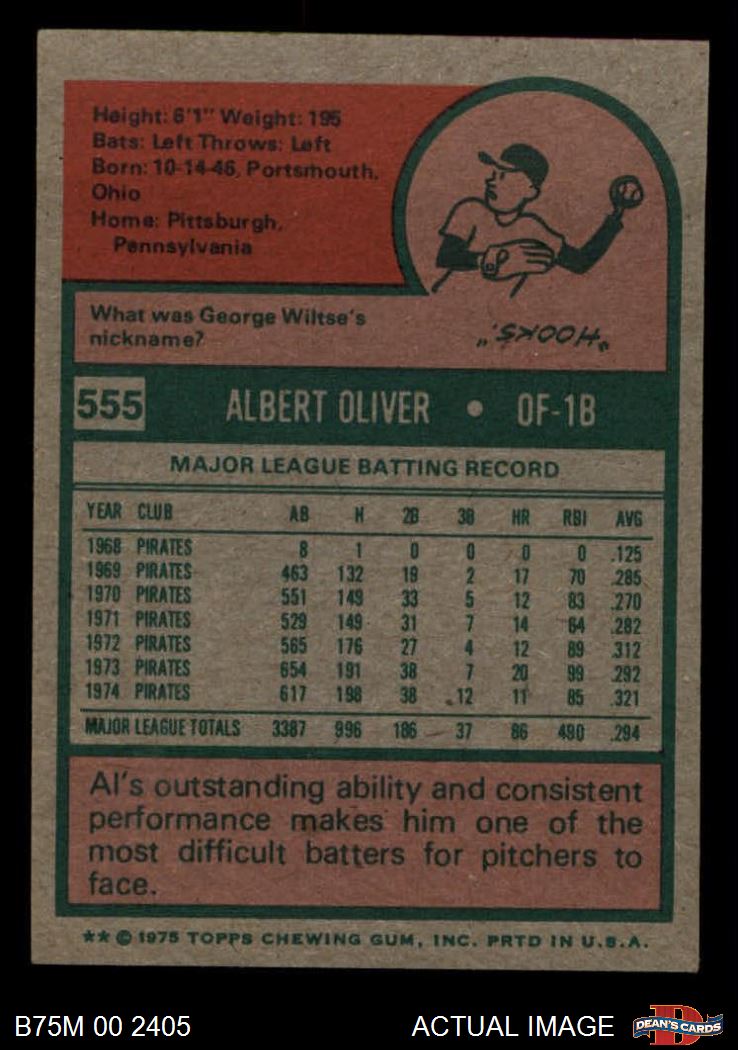 Height: 6'1" Weight: 195
Bats: Left Throws: Left
Born: 10-14-46, Portsmouth,
Ohio
Home: Pittsburgh,
Pennsylvania
What was George Wiltse's
nickname?
"HOOKS."
555 ALBERT OLIVER • OF-1B
MAJOR LEAGUE BATTING RECORD
YEAR CLUB AB H 2B 3B HR RBI AVG
1968 PIRATES 8 1 0 0 0 0 .125
1969 PIRATES 463 132 19 2 17 70 .285
1970 PIRATES 551 149 33 5 12 83 .270
1971 PIRATES 529 149 31 7 14 64 .282
1972 PIRATES 565 176 27 4 12 89 .312
1973 PIRATES 654 191 38 7 20 99 .292
1974 PIRATES 617 198 38 12 11 85 .321
MAJOR LEAGUE TOTALS 3387 996 186 37 86 490 .294
Al's outstanding ability and consistent
performance makes him one of the
most difficult batters for pitchers to
face.
** © 1975 TOPPS CHEWING GUM, INC. PRTD IN U.S.A.
B75M 00 2405 ACTUAL IMAGE DEAN'S CARDS